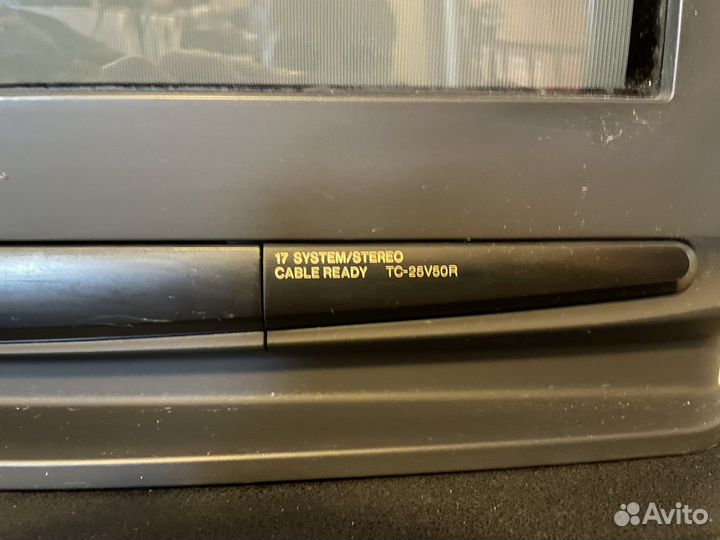 17 SYSTEM/STEREO
CABLE READY TC-25V50R
Avito